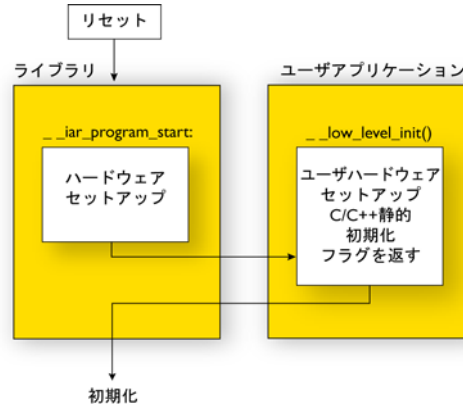 リセット
ライブラリ
ユーザアプリケーション
_ _iar_program_start:
_ _low_level_init()
ハードウェア
セットアップ
ユーザハードウェア
セットアップ
C/C++静的
初期化
フラグを返す
初期化